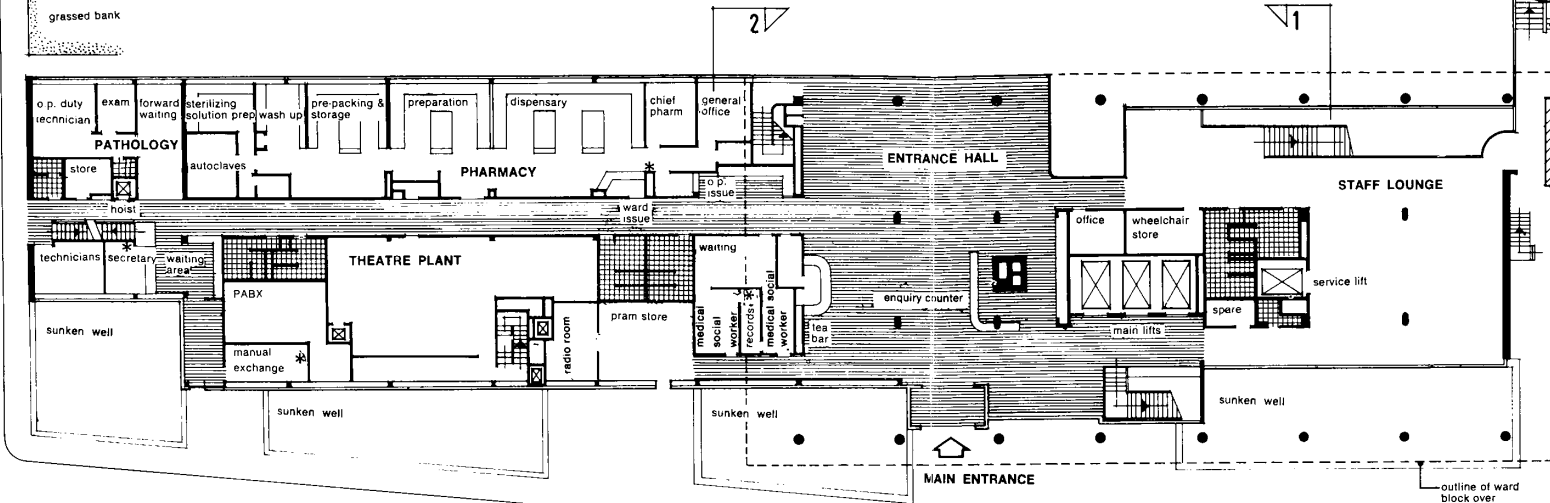 grassed bank
2
1
o.p. duty
technician
exam
forward
waiting
sterilizing
solution prep
wash up
pre-packing &
storage
preparation
dispensary
chief
pharm
general
office
PATHOLOGY
store
autoclaves
PHARMACY
o.p.
issue
ENTRANCE HALL
STAFF LOUNGE
hoist
ward
issue
technicians
secretary
waiting
area
THEATRE PLANT
waiting
office
wheelchair
store
PABX
sunken well
manual
exchange
radio room
pram store
medical
social
worker
records
medical social
worker
tea
bar
enquiry counter
main lifts
service lift
spare
sunken well
sunken well
sunken well
MAIN ENTRANCE
outline of ward
block over